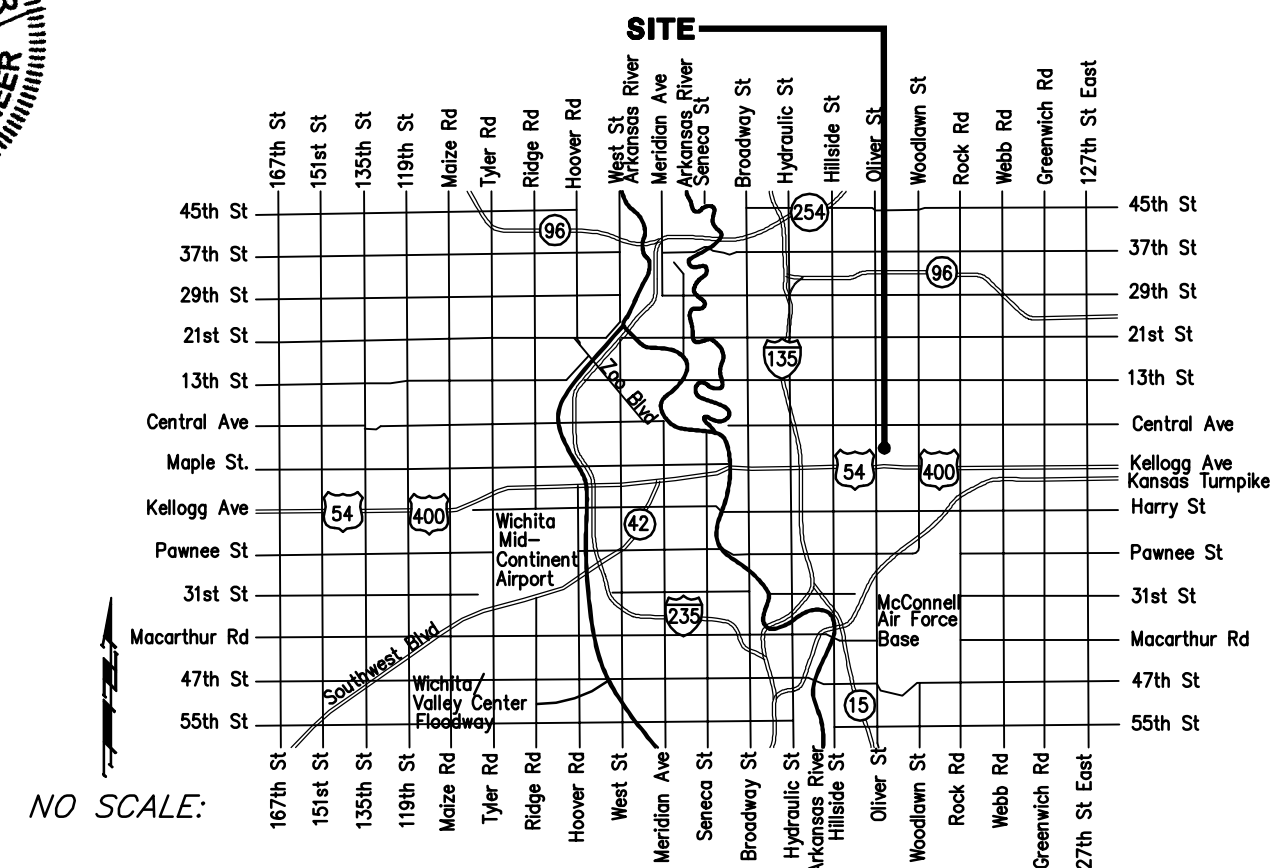 SITE
EER
167th St
151st St
135th St
119th St
Maize Rd
Tyler Rd
Ridge Rd
Hoover Rd
West St
Arkansas River
Meridian Ave
Arkansas River
Seneca St
Broadway St
Hydraulic St
Hillside St
Oliver St
Woodlawn St
Rock Rd
Webb Rd
Greenwich Rd
127th St East
45th St
37th St
29th St
21st St
13th St
Central Ave
Maple St.
Kellogg Ave
Pawnee St
31st St
Macarthur Rd
47th St
55th St
96
254
96
135
Zoo Blvd
54
400
54
400
42
Wichita
Mid-
Continent
Airport
235
McConnell
Air Force
Base
Southwest Blvd
Wichita/
Valley Center
Floodway
15
45th St
37th St
29th St
21st St
13th St
Central Ave
Kellogg Ave
Kansas Turnpike
Harry St
Pawnee St
31st St
Macarthur Rd
47th St
55th St
NO SCALE:
167th St
151st St
135th St
119th St
Maize Rd
Tyler Rd
Ridge Rd
Hoover Rd
West St
Meridian Ave
Seneca St
Broadway St
Hydraulic St
Arkansas River
Hillside St
Oliver St
Woodlawn St
Rock Rd
Webb Rd
Greenwich Rd
27th St East